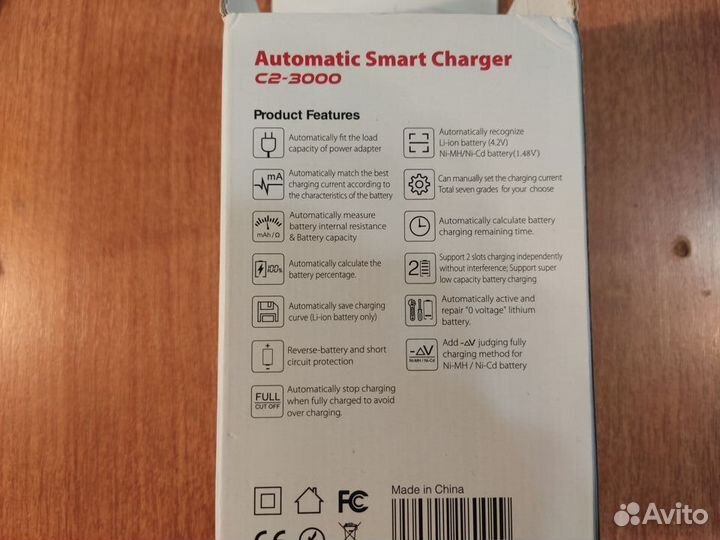 Automatic Smart Charger
C2-3000
Product Features
Automatically fit the load
capacity of power adapter
mA
Automatically match the best
charging current according to
the characteristics of the battery
mAh / Ω
Automatically measure
battery internal resistance
& Battery capacity
100%
Automatically calculate the
battery percentage.
Automatically save charging
curve (Li-ion battery only)
+
-
Reverse-battery and short
circuit protection
FULL
CUT OFF
Automatically stop charging
when fully charged to avoid
over charging.
Autornatically recognize
Li-ion battery (4.2V)
Ni-MH/Ni-Cd battery(1.48V)
Can manually set the charging current
Total seven grades for your choose
Automatically calculate battery
charging remaining time.
2
Support 2 slots charging independently
without interference; Support super
low capacity battery charging
Automatically active and
repair "0 voltage" lithium
battery.
-△V
Ni-MH / Ni-Cd
Add -△V judging fully
charging method for
Ni-MH / Ni-Cd battery
FC
Made in China
CE
Avito